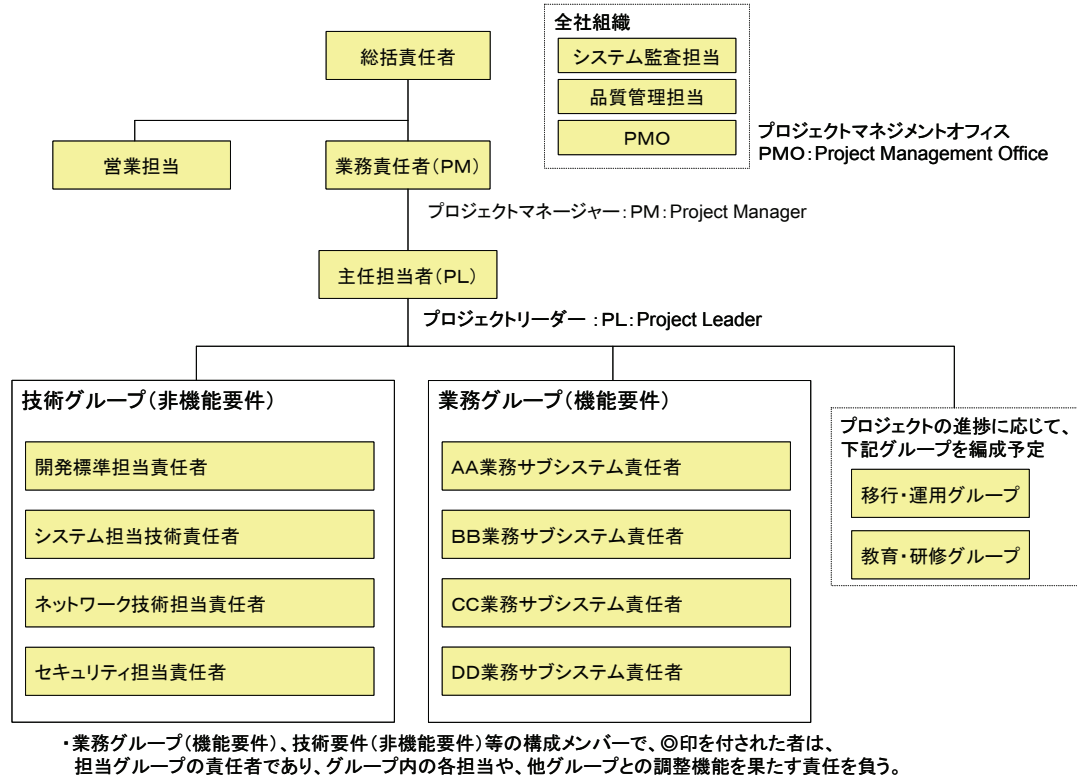 総括責任者
全社組織
システム監査担当
品質管理担当
PMO
プロジェクトマネジメントオフィス
PMO:Project Management Office
営業担当
業務責任者(PM)
プロジェクトマネージャー:PM:Project Manager
主任担当者(PL)
プロジェクトリーダー :PL:Project Leader
技術グループ(非機能要件)
開発標準担当責任者
システム担当技術責任者
ネットワーク技術担当責任者
セキュリティ担当責任者
業務グループ(機能要件)
AA業務サブシステム責任者
BB業務サブシステム責任者
CC業務サブシステム責任者
DD業務サブシステム責任者
プロジェクトの進捗に応じて、
下記グループを編成予定
移行・運用グループ
教育・研修グループ
・業務グループ(機能要件)、技術要件(非機能要件)等の構成メンバーで、◎印を付された者は、
担当グループの責任者であり、グループ内の各担当や、他グループとの調整機能を果たす責任を負う。